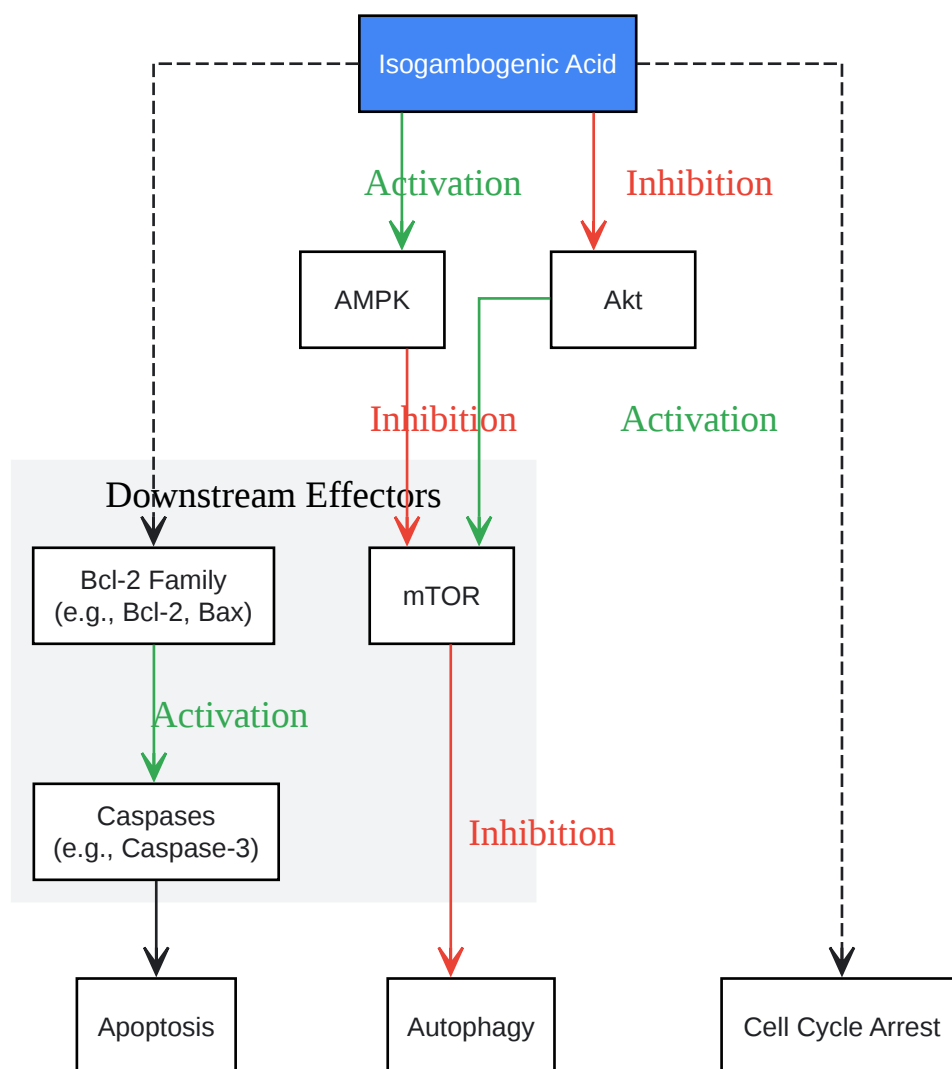 Isogambogenic Acid
Activation
Inhibition
AMPK
Akt
Inhibition
Activation
Downstream Effectors
Bcl-2 Family
(e.g., Bcl-2, Bax)
mTOR
Activation
Caspases
(e.g., Caspase-3)
Inhibition
Apoptosis
Autophagy
Cell Cycle Arrest